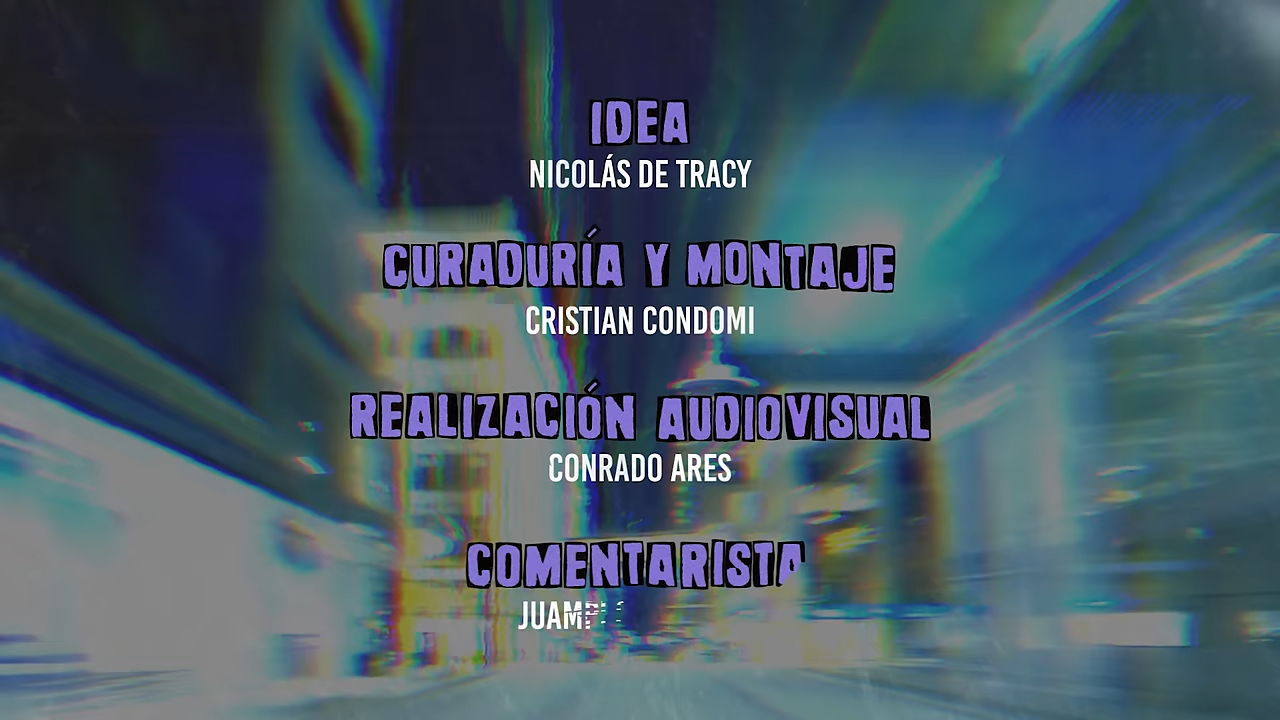 IDEA
NICOLÁS DE TRACY
CURADURÍA Y MONTAJE
CRISTIAN CONDOMI
REALIZACIÓN AUDIOVISUAL
CONRADO ARES
COMENTARISTA